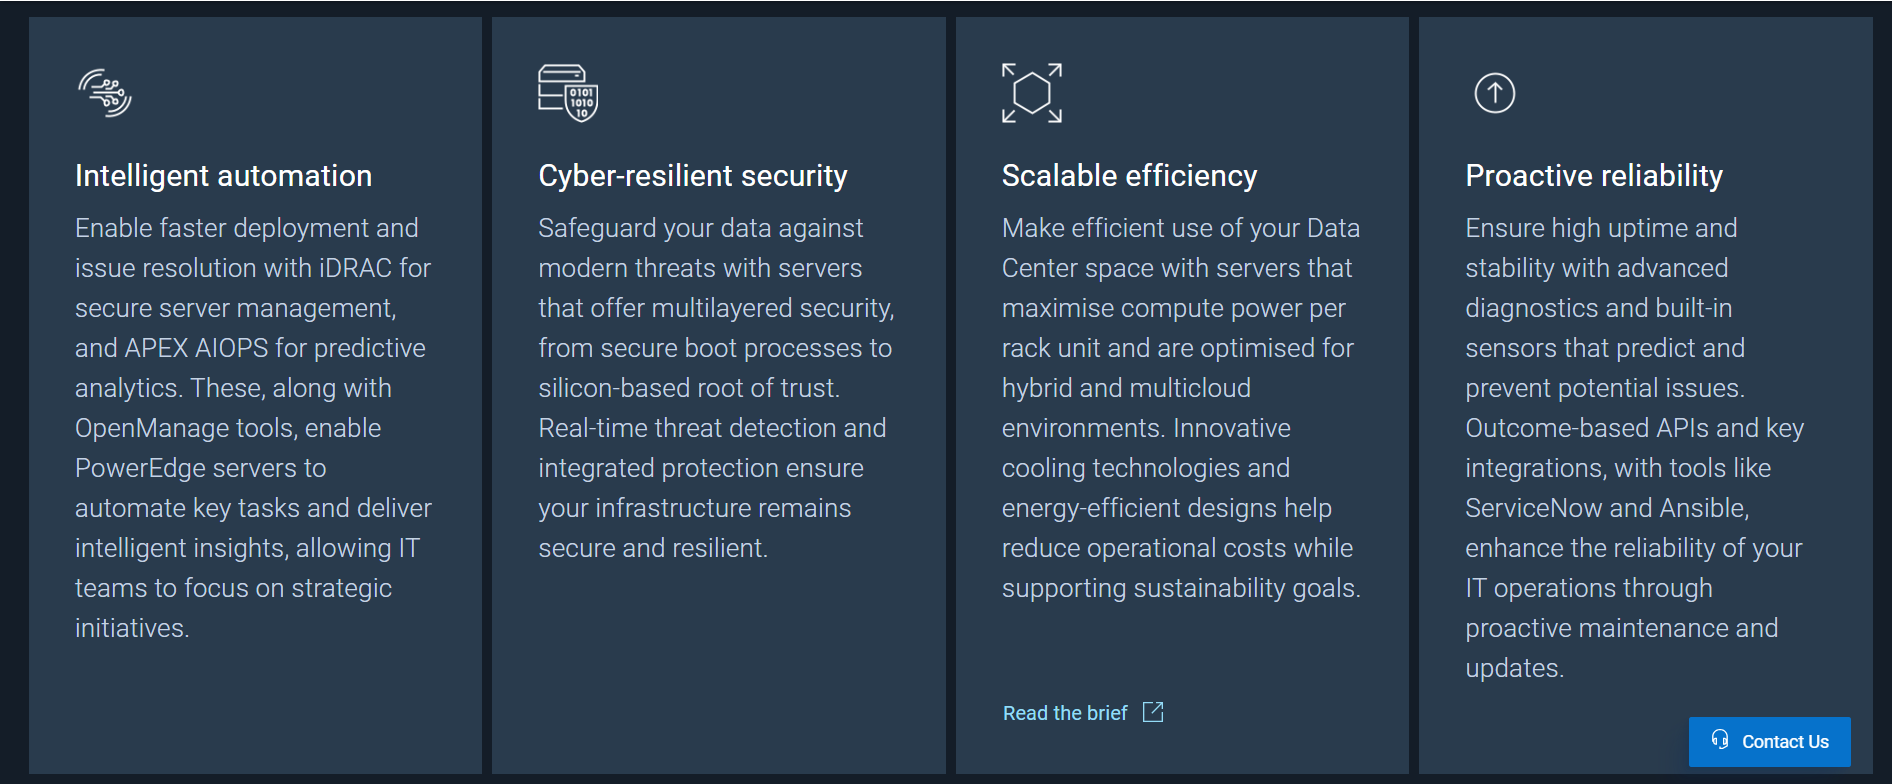 0101
1010
10
Intelligent automation
Enable faster deployment and
issue resolution with iDRAC for
secure server management,
and APEX AIOPS for predictive
analytics. These, along with
OpenManage tools, enable
PowerEdge servers to
automate key tasks and deliver
intelligent insights, allowing IT
teams to focus on strategic
initiatives.
Cyber-resilient security
Safeguard your data against
modern threats with servers
that offer multilayered security,
from secure boot processes to
silicon-based root of trust.
Real-time threat detection and
integrated protection ensure
your infrastructure remains
secure and resilient.
Scalable efficiency
Make efficient use of your Data
Center space with servers that
maximise compute power per
rack unit and are optimised for
hybrid and multicloud
environments. Innovative
cooling technologies and
energy-efficient designs help
reduce operational costs while
supporting sustainability goals.
Read the brief
Proactive reliability
Ensure high uptime and
stability with advanced
diagnostics and built-in
sensors that predict and
prevent potential issues.
Outcome-based APIs and key
integrations, with tools like
ServiceNow and Ansible,
enhance the reliability of your
IT operations through
proactive maintenance and
updates.
Contact Us